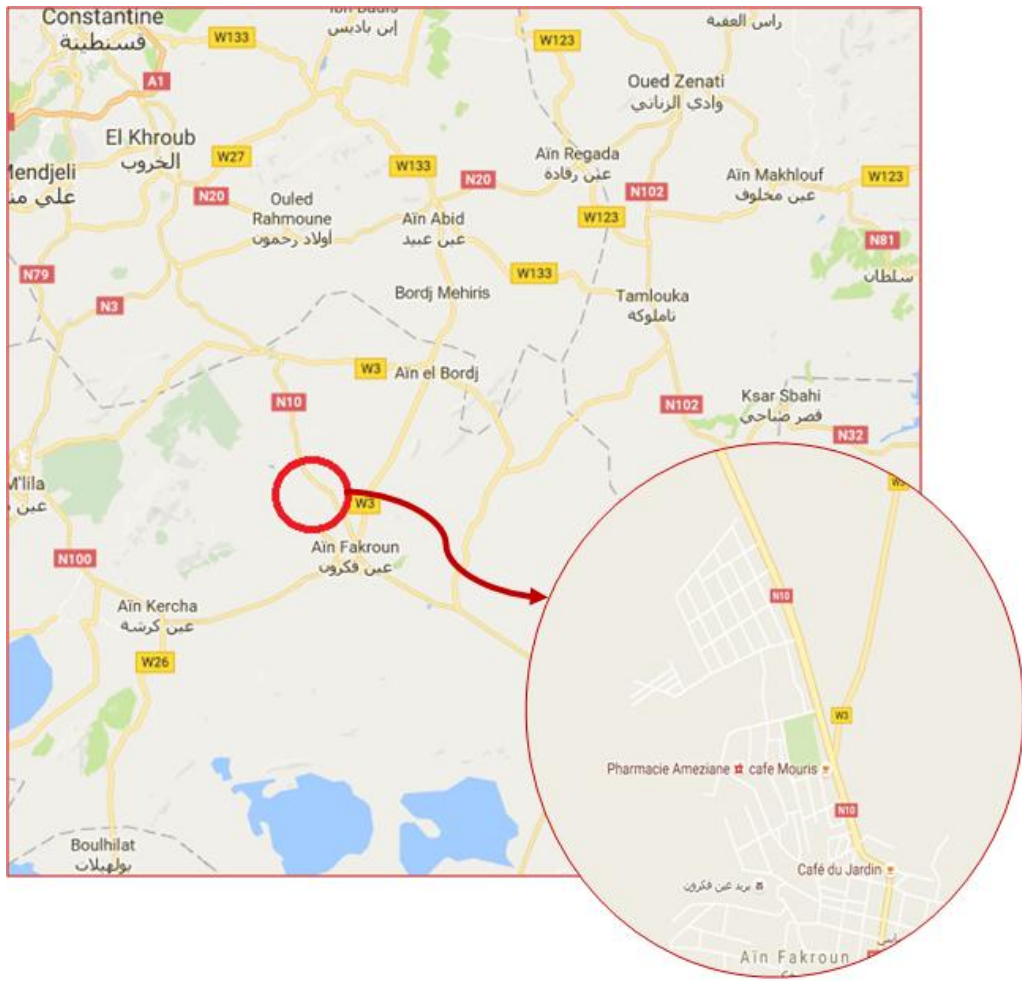 Constantine
قسنطينة
W133
إبن باديس
W123
راس العقبة
A1
Oued Zenati
وادي الزناتي
El Khroub
الخروب
W27
W133
Aïn Regada
عين رقادة
Aïn Makhlouf
عين مخلوف
W123
Mendjeli
علي من
N20
Ouled
Rahmoune
أولاد رحمون
N20
N102
Aïn Abid
عين عبيد
W123
N81
سلطان
N79
W133
N3
Bordj Mehiris
Tamlouka
تاملوكة
W3
Aïn el Bordj
N10
N102
Ksar Sbahi
قصر صباحي
N32
M'lila
عين
W3
Aïn Fakroun
عين فكرون
N100
Aïn Kercha
عين كرشة
W26
Boulhilat
بولهيلات
W3
N10
W3
Pharmacie Ameziane
cafe Mouris
N10
Café du Jardin
بريد عين فكرون
Aïn Fakroun